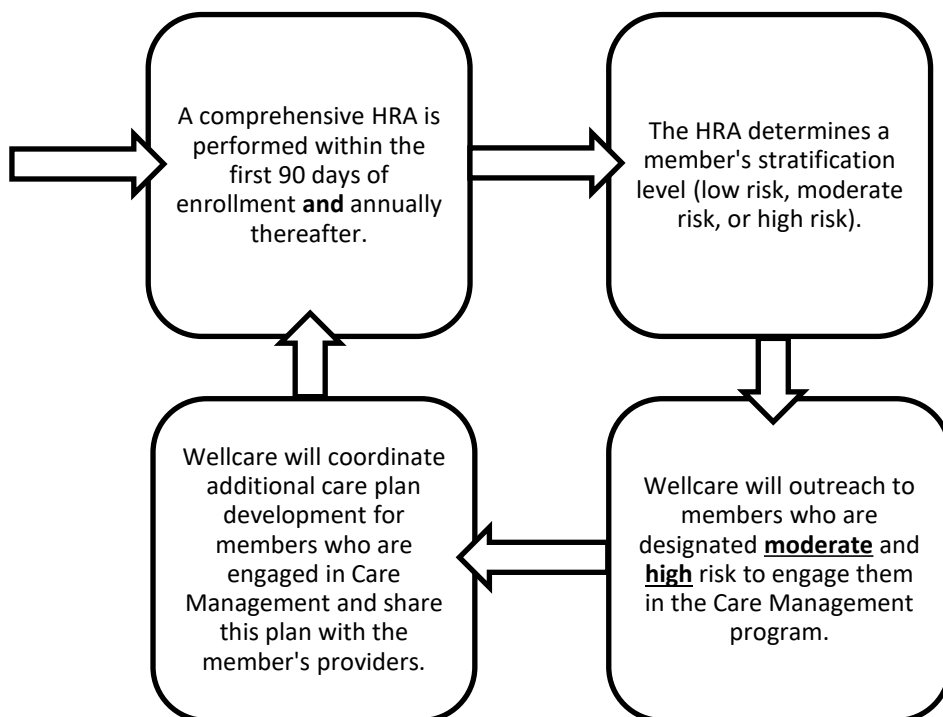 A comprehensive HRA is
performed within the
first 90 days of
enrollment and annually
thereafter.
The HRA determines a
member's stratification
level (low risk, moderate
risk, or high risk).
Wellcare will outreach to
members who are
designated moderate and
high risk to engage them
in the Care Management
program.
Wellcare will coordinate
additional care plan
development for
members who are
engaged in Care
Management and share
this plan with the
member's providers.